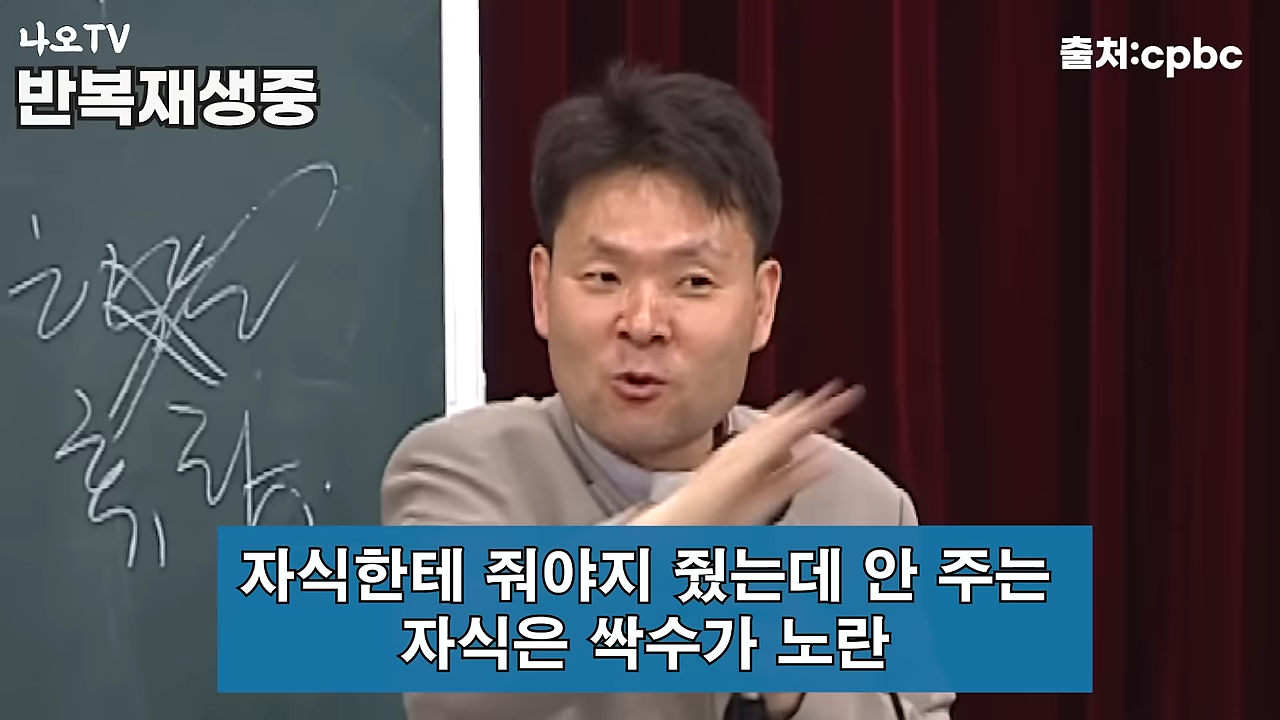 나오TV
반복재생중
출처:cpbc
자식한테 줘야지 줬는데 안 주는
자식은 싹수가 노란